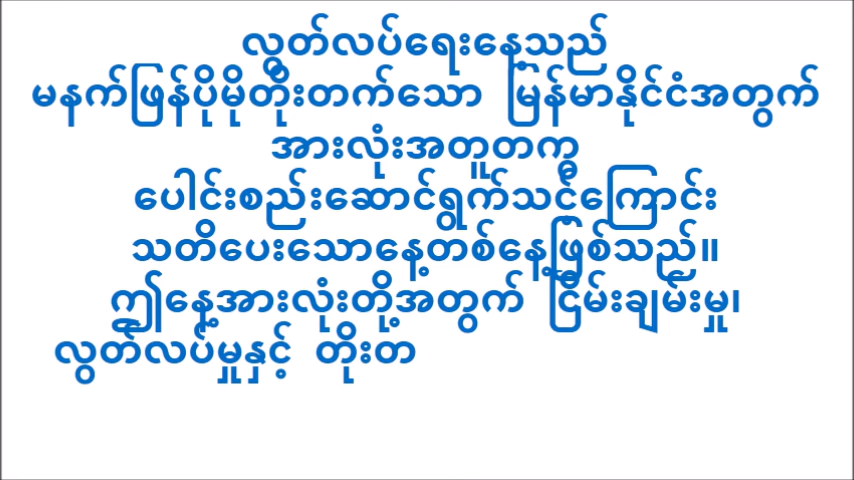 လွတ်လပ်ရေးနေ့သည်
မနက်ဖြန်ပိုမိုတိုးတက်သော မြန်မာနိုင်ငံအတွက်
အားလုံးအတူတကွ
ပေါင်းစည်းဆောင်ရွက်သင့်ကြောင်း
သတိပေးသောနေ့တစ်နေ့ဖြစ်သည်။
ဤနေ့အားလုံးတို့အတွက် ငြိမ်းချမ်းမှု၊
လွတ်လပ်မှုနှင့် တိုးတ